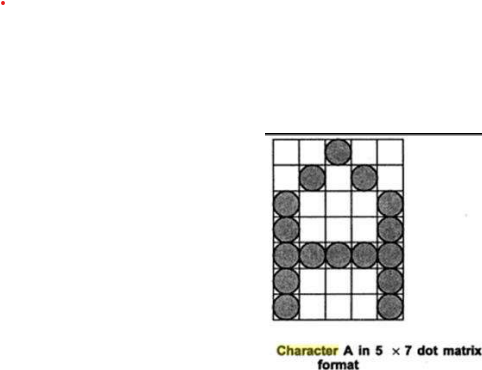 Character A in 5 × 7 dot matrix
format